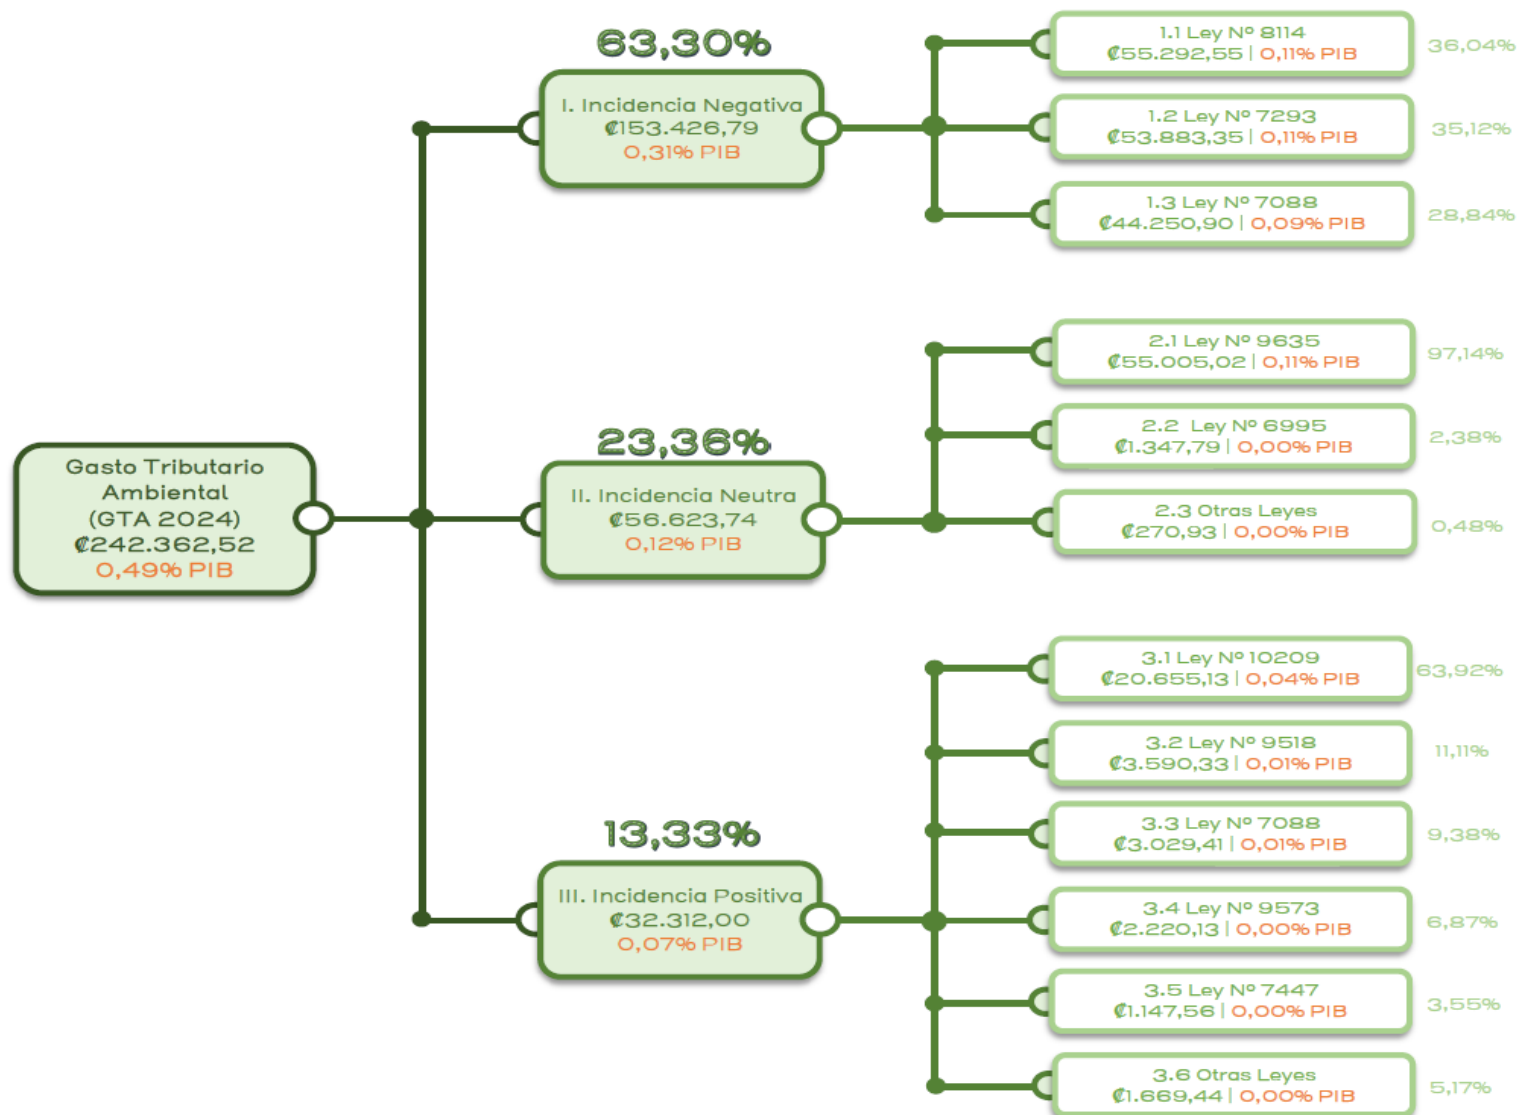 63,30%
I. Incidencia Negativa
₡153.426,79
0,31% PIB
1.1 Ley Nº 8114
₡55.292,55 | 0,11% PIB
36,04%
1.2 Ley Nº 7293
₡53.883,35 | 0,11% PIB
35,12%
1.3 Ley Nº 7088
₡44.250,90 | 0,09% PIB
28,84%
Gasto Tributario
Ambiental
(GTA 2024)
₡242.362,52
0,49% PIB
23,36%
II. Incidencia Neutra
₡56.623,74
0,12% PIB
2.1 Ley Nº 9635
₡55.005,02 | 0,11% PIB
97,14%
2.2 Ley Nº 6995
₡1.347,79 | 0,00% PIB
2,38%
2.3 Otras Leyes
₡270,93 | 0,00% PIB
0,48%
13,33%
III. Incidencia Positiva
₡32.312,00
0,07% PIB
3.1 Ley Nº 10209
₡20.655,13 | 0,04% PIB
63,92%
3.2 Ley Nº 9518
₡3.590,33 | 0,01% PIB
11,11%
3.3 Ley Nº 7088
₡3.029,41 | 0,01% PIB
9,38%
3.4 Ley Nº 9573
₡2.220,13 | 0,00% PIB
6,87%
3.5 Ley Nº 7447
₡1.147,56 | 0,00% PIB
3,55%
3.6 Otras Leyes
₡1.669,44 | 0,00% PIB
5,17%